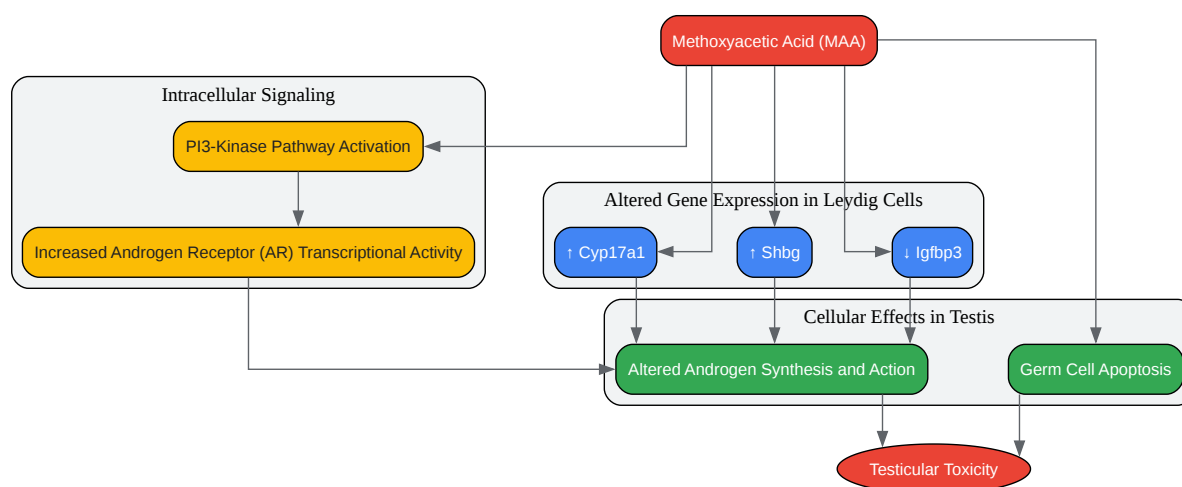 Methoxyacetic Acid (MAA)
Intracellular Signaling
PI3-Kinase Pathway Activation
Altered Gene Expression in Leydig Cells
Increased Androgen Receptor (AR) Transcriptional Activity
↑ Cyp17a1
↑ Shbg
↓ Igfbp3
Cellular Effects in Testis
Altered Androgen Synthesis and Action
Germ Cell Apoptosis
Testicular Toxicity